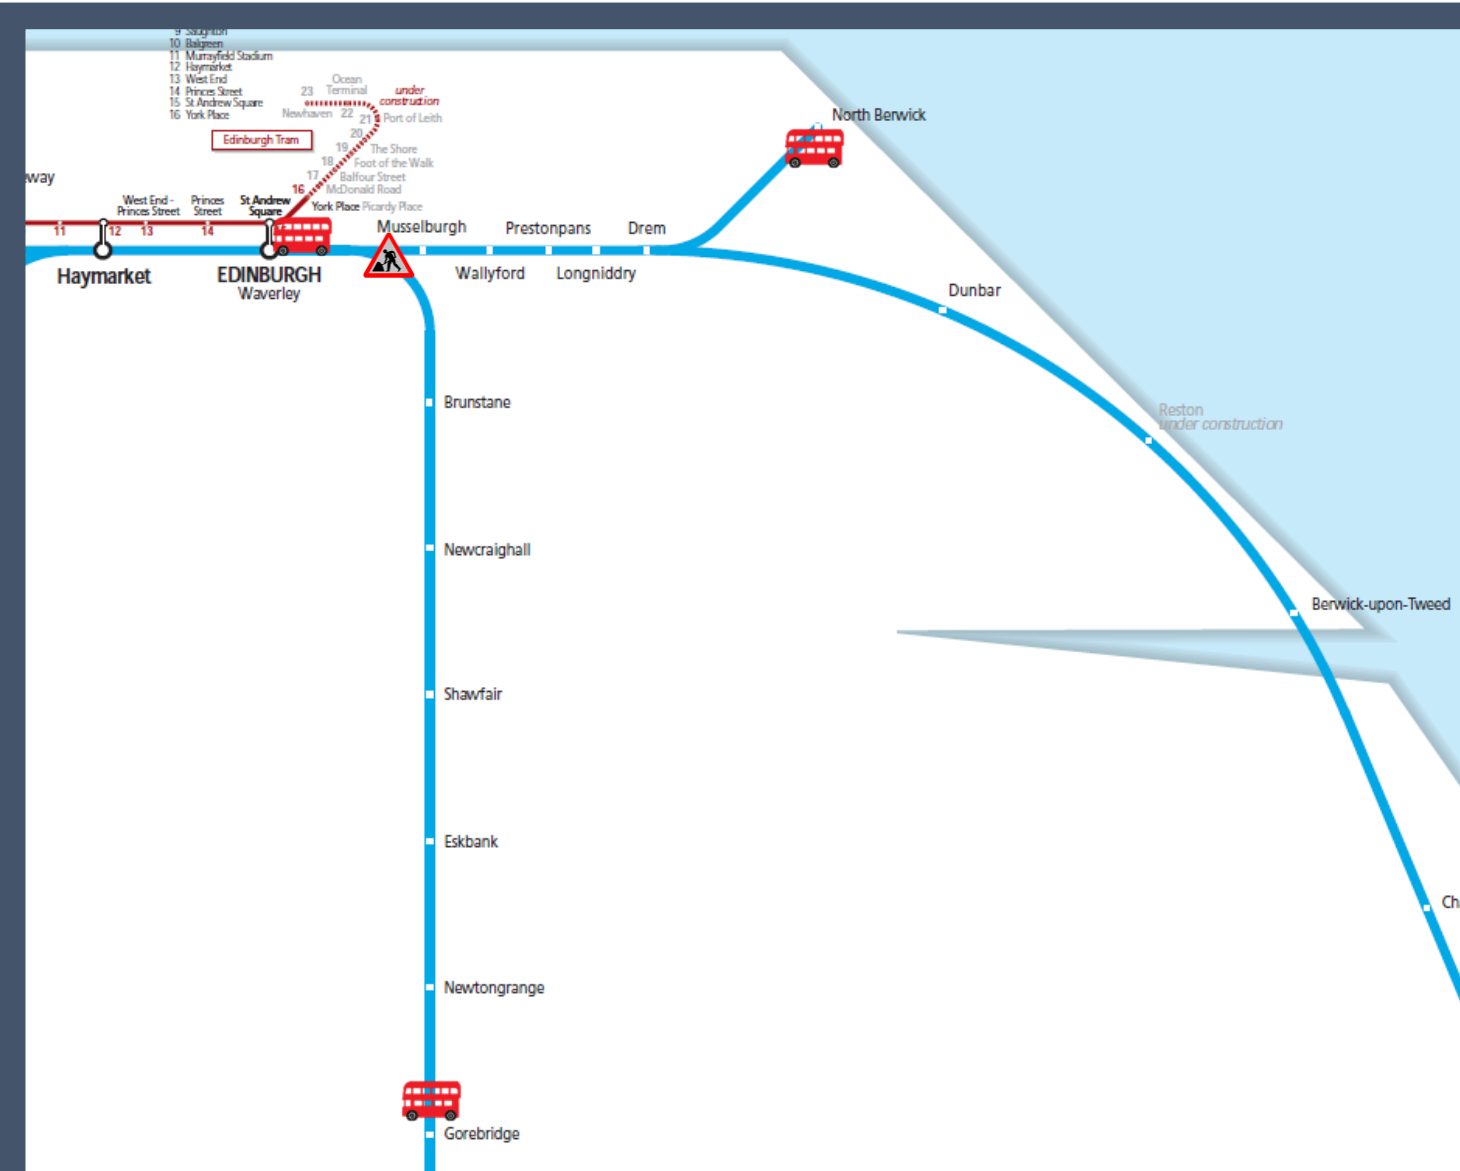 9 Saughton
10 Balgreen
11 Murrayfield Stadium
12 Haymarket
13 West End
14 Princes Street
15 St Andrew Square
16 York Place
Edinburgh Tram
Ocean
Terminal
23
under
construction
Newhaven
22
21
Port of Leith
20
19
The Shore
18
Foot of the Walk
17
Balfour Street
16
McDonald Road
York Place Picardy Place
North Berwick
eway
West End -
Princes Street
Princes
Street
St Andrew
Square
11
12
13
14
Haymarket
EDINBURGH
Waverley
Musselburgh
Prestonpans
Drem
Wallyford
Longniddry
Dunbar
Reston
under construction
Berwick-upon-Tweed
Brunstane
Newcraighall
Shawfair
Eskbank
Ch
Newtongrange
Gorebridge